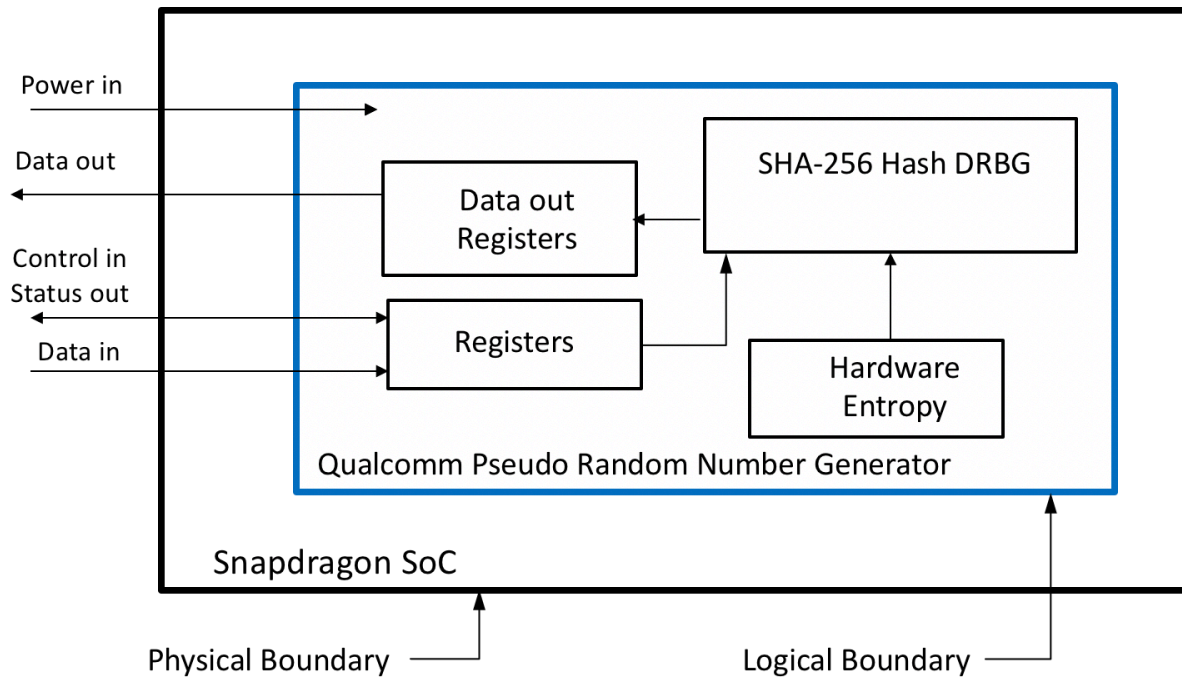 Power in
Data out
Control in
Status out
Data in
SHA-256 Hash DRBG
Data out
Registers
Registers
Hardware
Entropy
Qualcomm Pseudo Random Number Generator
Snapdragon SoC
Physical Boundary
Logical Boundary